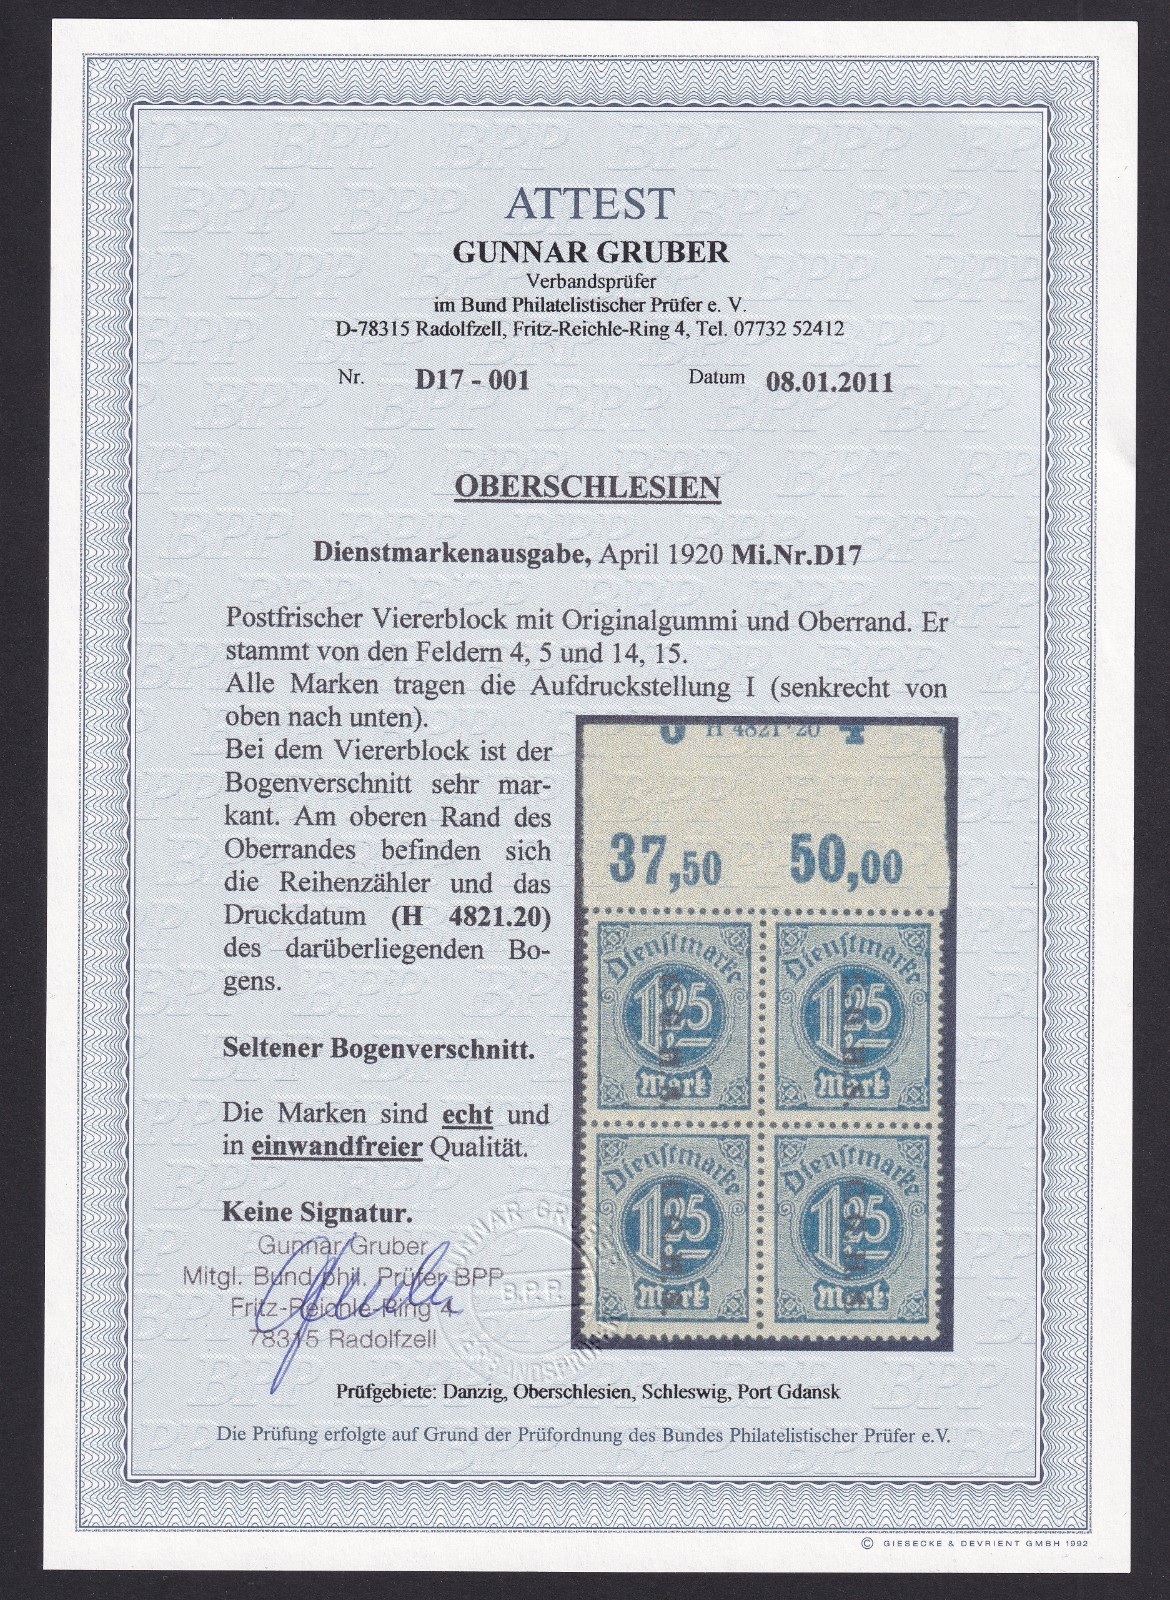 ATTEST
GUNNAR GRUBER
Verbandsprüfer
im Bund Philatelistischer Prüfer e. V.
D-78315 Radolfzell, Fritz-Reichle-Ring 4, Tel. 07732 52412
Nr. D17 - 001 Datum 08.01.2011
OBERSCHLESIEN
Dienstmarkenausgabe, April 1920 Mi.Nr.D17
Postfrischer Viererblock mit Originalgummi und Oberrand. Er
stammt von den Feldern 4, 5 und 14, 15.
Alle Marken tragen die Aufdruckstellung I (senkrecht von
oben nach unten).
Bei dem Viererblock ist der
Bogenverschnitt sehr mar-
kant. Am oberen Rand des
Oberrandes befinden sich
die Reihenzähler und das
Druckdatum (H 4821.20)
des darüberliegenden Bo-
gens.
Seltener Bogenverschnitt.
Die Marken sind echt und
in einwandfreier Qualität.
Keine Signatur.
H 4821·20
37,50 50,00
Dienstmarke Dienstmarke
1,25 1,25
Mark Mark
Dienstmarke Dienstmarke
1,25 1,25
Mark Mark
Gunnar Gruber
Mitgl. Bund phil. Prüfer BPP
Fritz-Reichle-Ring 4
78315 Radolfzell
B.P.P.
Prüfgebiete: Danzig, Oberschlesien, Schleswig, Port Gdansk
Die Prüfung erfolgte auf Grund der Prüfordnung des Bundes Philatelistischer Prüfer e.V.
© GIESECKE & DEVRIENT GMBH 1992